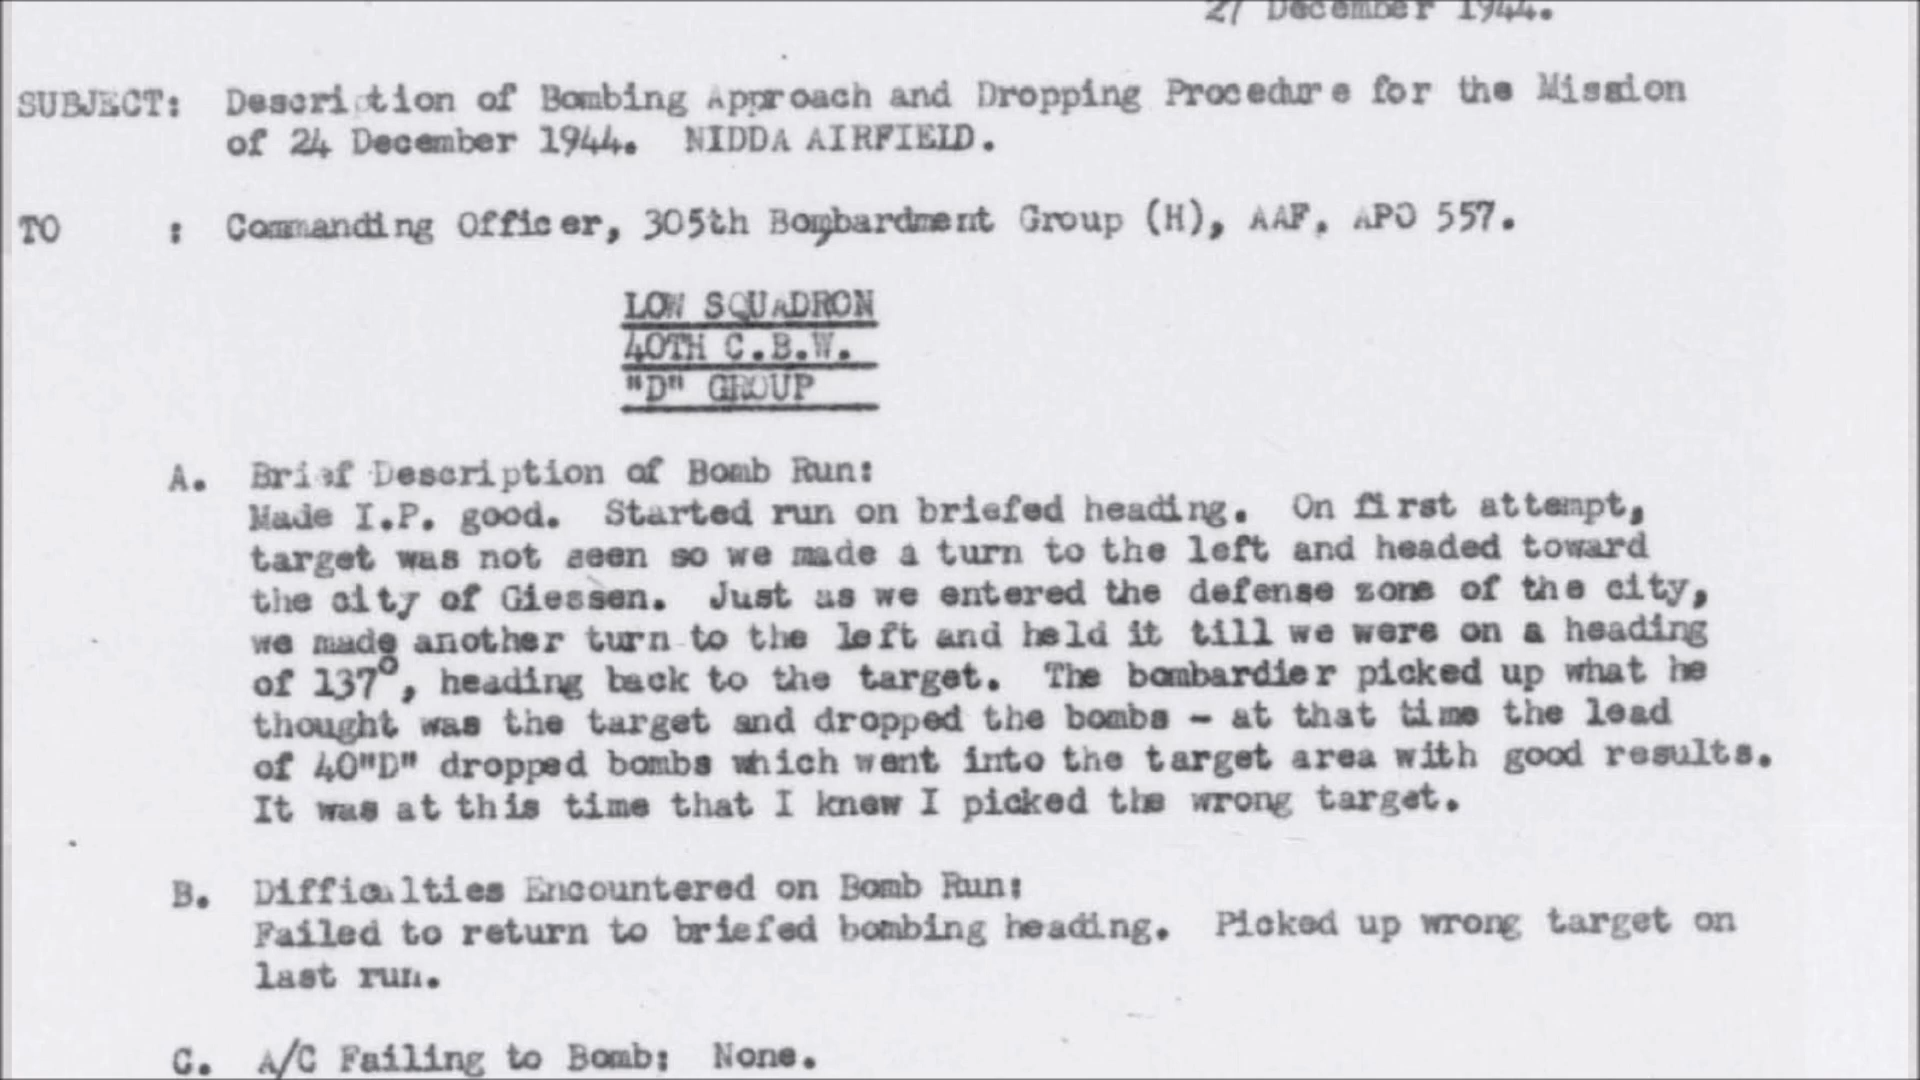 27 December 1944.
SUBJECT: Description of Bombing Approach and Dropping Procedure for the Mission
of 24 December 1944. NIDDA AIRFIELD.
TO : Commanding Officer, 305th Bombardment Group (H), AAF, APO 557.
LOW SQUADRON
40TH C.B.W.
"D" GROUP
A. Brief Description of Bomb Run:
Made I.P. good. Started run on briefed heading. On first attempt,
target was not seen so we made a turn to the left and headed toward
the city of Giessen. Just as we entered the defense zone of the city,
we made another turn to the left and held it till we were on a heading
of 137°, heading back to the target. The bombardier picked up what he
thought was the target and dropped the bombs - at that time the lead
of 40"D" dropped bombs which went into the target area with good results.
It was at this time that I knew I picked the wrong target.
B. Difficulties Encountered on Bomb Run:
Failed to return to briefed bombing heading. Picked up wrong target on
last run.
C. A/C Failing to Bomb: None.